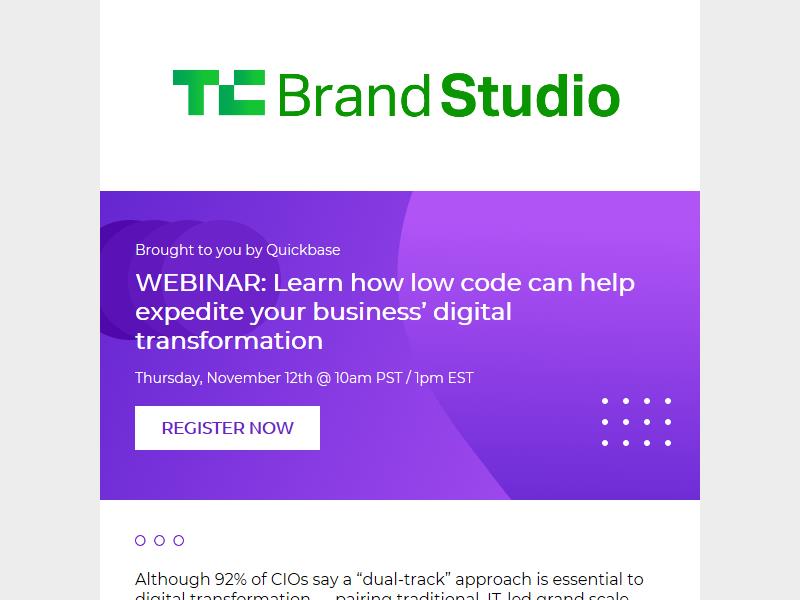 TC Brand Studio
Brought to you by Quickbase
WEBINAR: Learn how low code can help
expedite your business’ digital
transformation
Thursday, November 12th @ 10am PST / 1pm EST
REGISTER NOW
Although 92% of CIOs say a “dual-track” approach is essential to
digital transformation — pairing traditional, IT-led grand scale